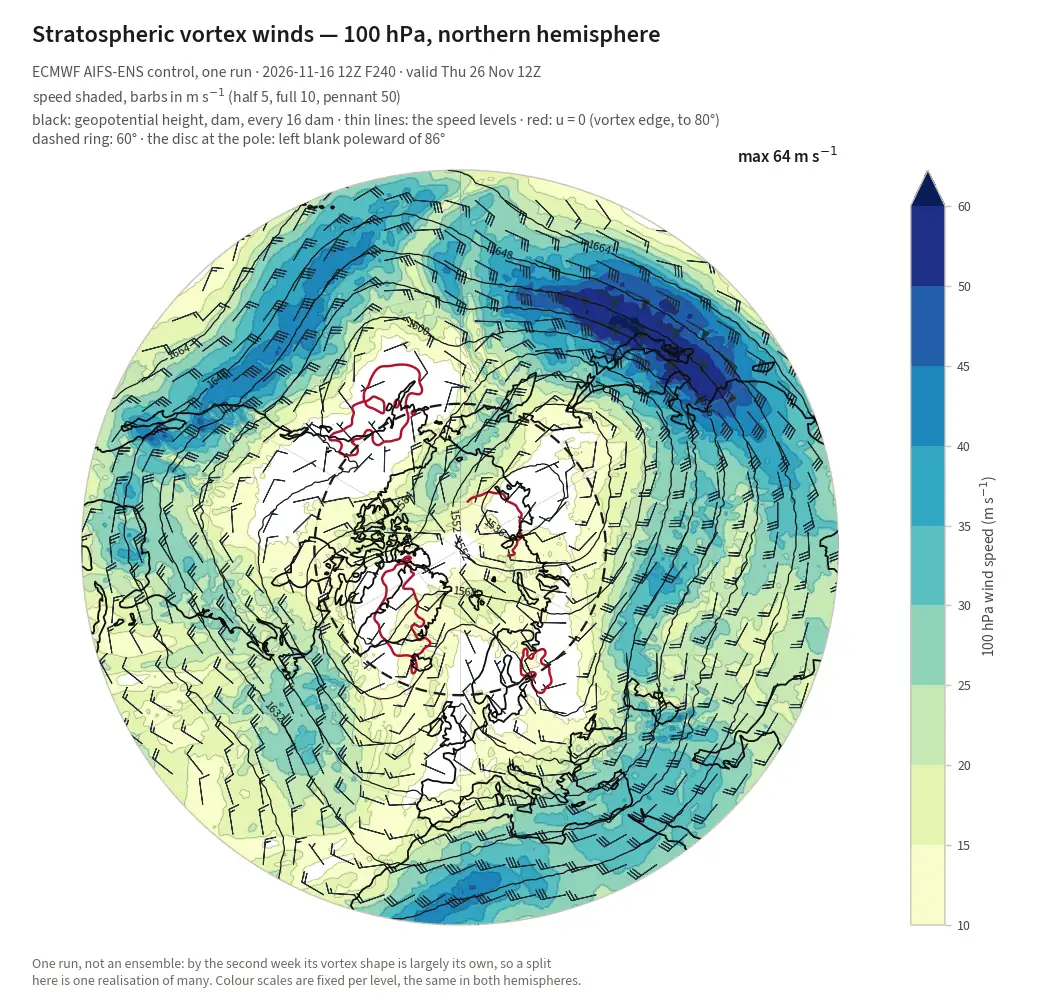 Stratospheric vortex winds — 100 hPa, northern hemisphere
ECMWF AIFS-ENS control, one run · 2026-11-16 12Z F240 · valid Thu 26 Nov 12Z
speed shaded, barbs in m s−1 (half 5, full 10, pennant 50)
black: geopotential height, dam, every 16 dam · thin lines: the speed levels · red: u = 0 (vortex edge, to 80°)
dashed ring: 60° · the disc at the pole: left blank poleward of 86°
max 64 m s−1
60
50
45
40
35
30
25
20
15
10
100 hPa wind speed (m s−1)
1664
1648
1600
1664
1552
1552
1536
1632
One run, not an ensemble: by the second week its vortex shape is largely its own, so a split
here is one realisation of many. Colour scales are fixed per level, the same in both hemispheres.